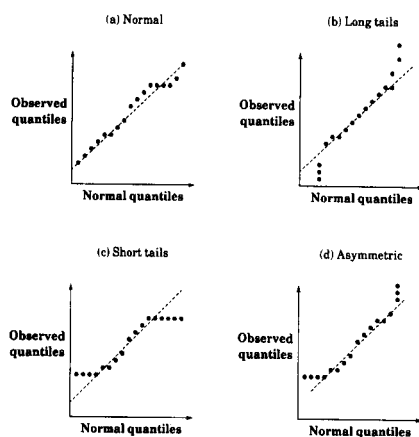 (a) Normal
(b) Long tails
Observed
quantiles
Observed
quantiles
Normal quantiles
Normal quantiles
(c) Short tails
(d) Asymmetric
Observed
quantiles
Observed
quantiles
Normal quantiles
Normal quantiles